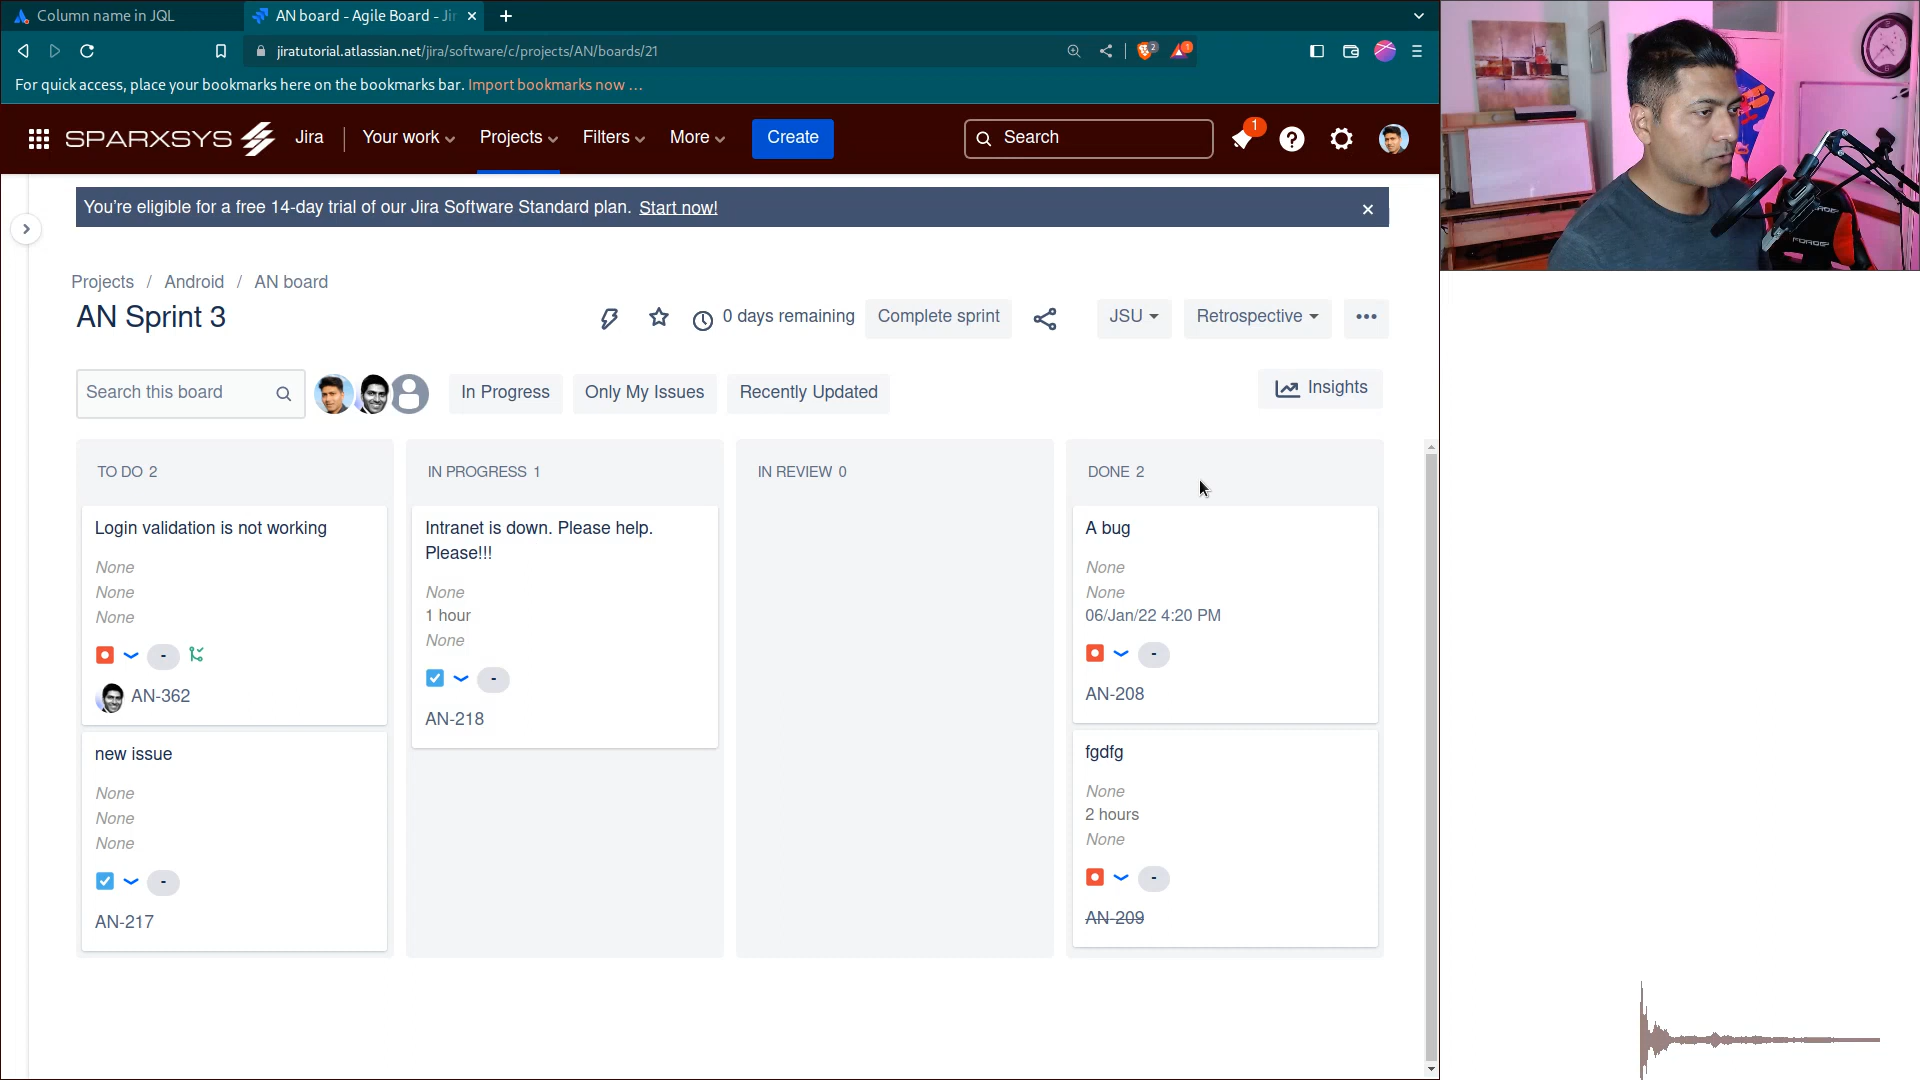 Column name in JQL
AN board - Agile Board - Jir
jiratutorial.atlassian.net/jira/software/c/projects/AN/boards/21
2
1
For quick access, place your bookmarks here on the bookmarks bar. Import bookmarks now ...
SPARXSYS
Jira
Your work
Projects
Filters
More
Create
Search
1
You're eligible for a free 14-day trial of our Jira Software Standard plan. Start now!
Projects / Android / AN board
AN Sprint 3
0 days remaining
Complete sprint
JSU
Retrospective
Search this board
In Progress
Only My Issues
Recently Updated
Insights
TO DO 2
Login validation is not working
None
None
None
-
AN-362
new issue
None
None
None
-
AN-217
IN PROGRESS 1
Intranet is down. Please help.
Please!!!
None
1 hour
None
-
AN-218
IN REVIEW 0
DONE 2
A bug
None
None
06/Jan/22 4:20 PM
-
AN-208
fgdfg
None
2 hours
None
-
AN-209